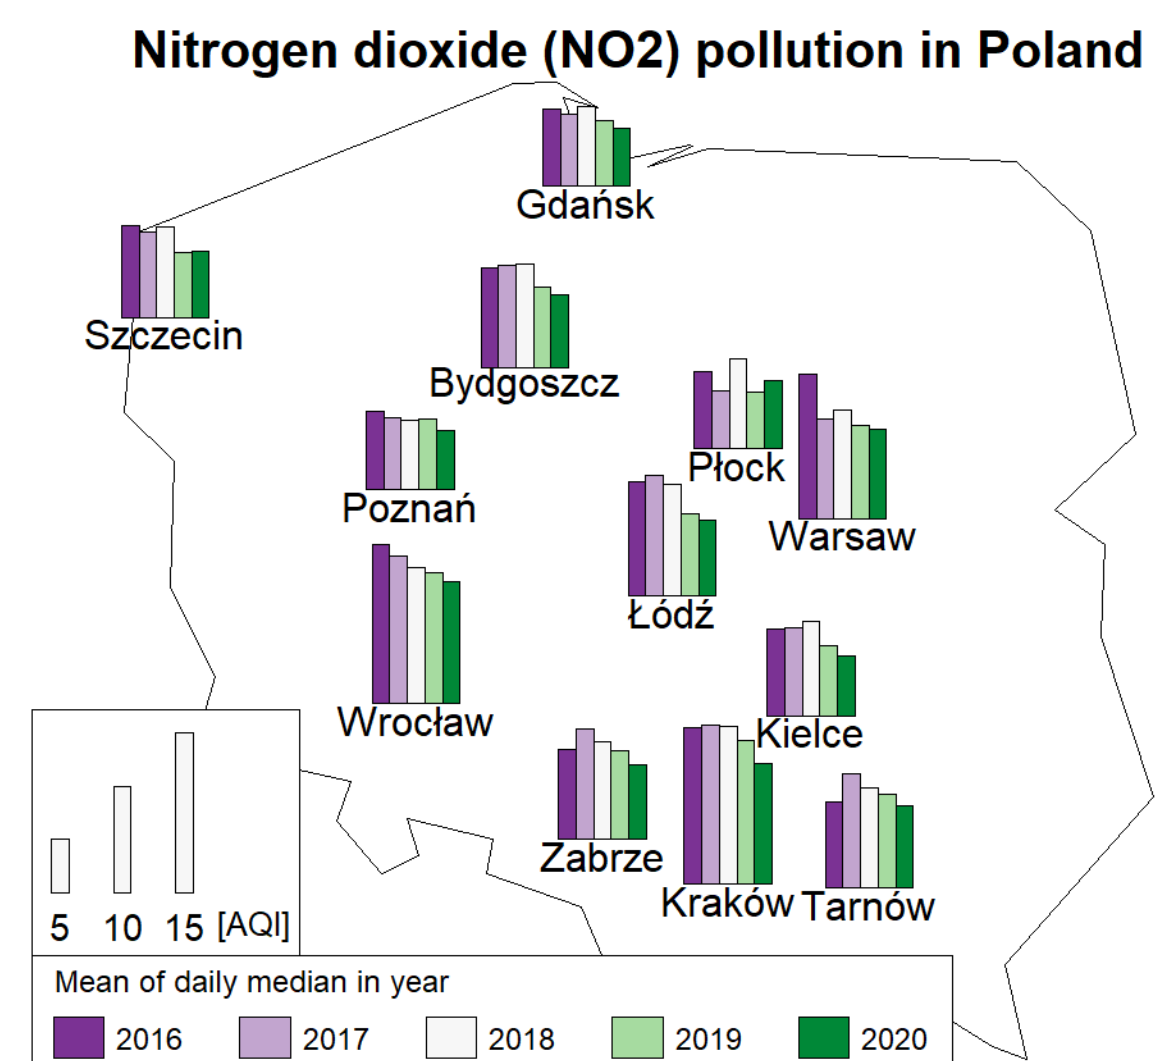 Nitrogen dioxide (NO2) pollution in Poland
Gdańsk
Szczecin
Bydgoszcz
Płock
Poznań
Warsaw
Łódź
Wrocław
Kielce
Zabrze
Kraków
Tarnów
5 10 15 [AQI]
Mean of daily median in year
2016 2017 2018 2019 2020